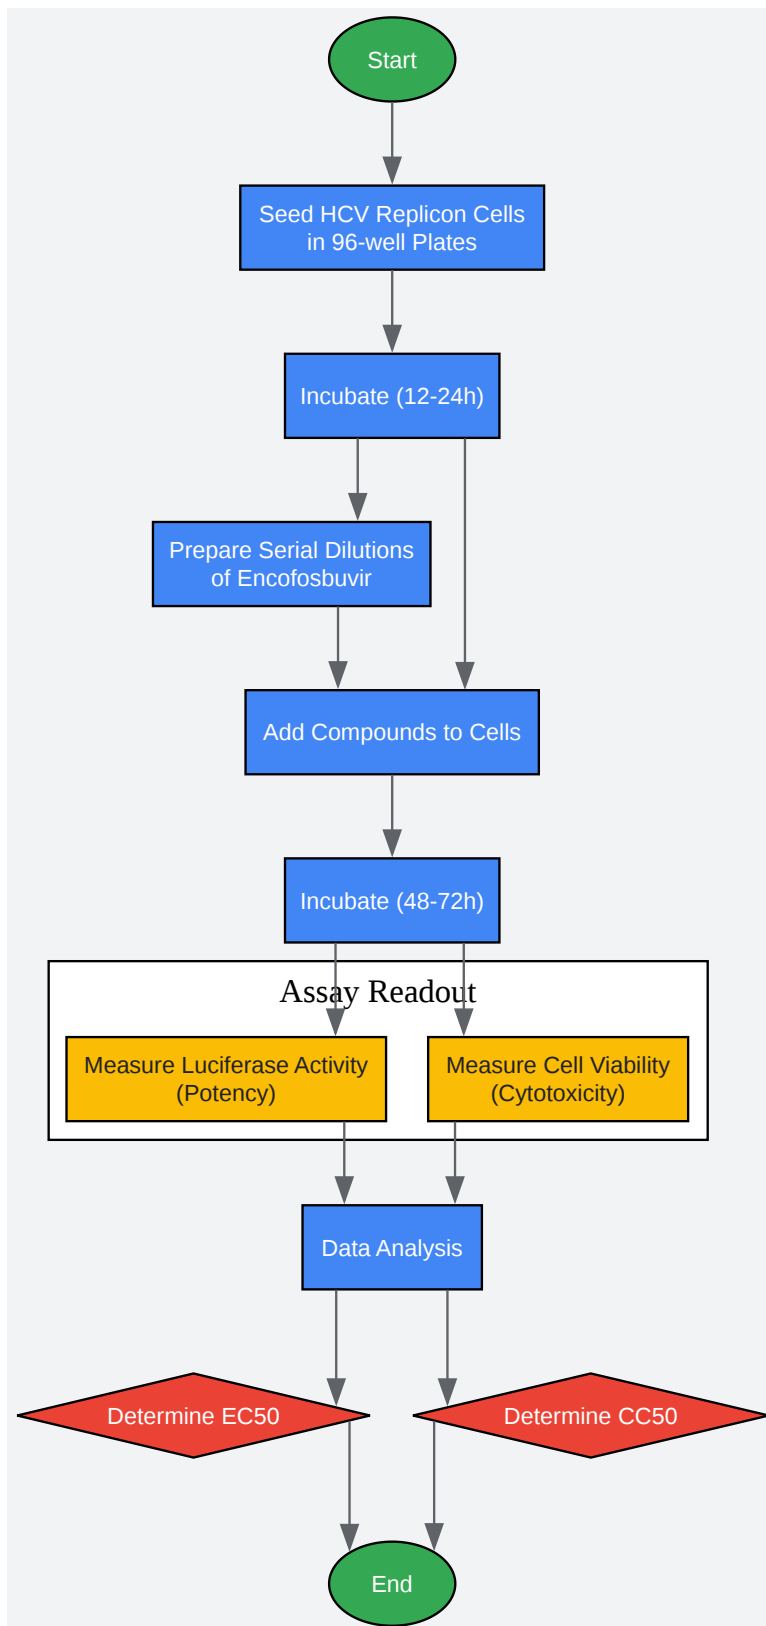 Start
Seed HCV Replicon Cells
in 96-well Plates
Incubate (12-24h)
Prepare Serial Dilutions
of Encofosbuvir
Add Compounds to Cells
Incubate (48-72h)
Assay Readout
Measure Luciferase Activity
(Potency)
Measure Cell Viability
(Cytotoxicity)
Data Analysis
Determine EC50
Determine CC50
End